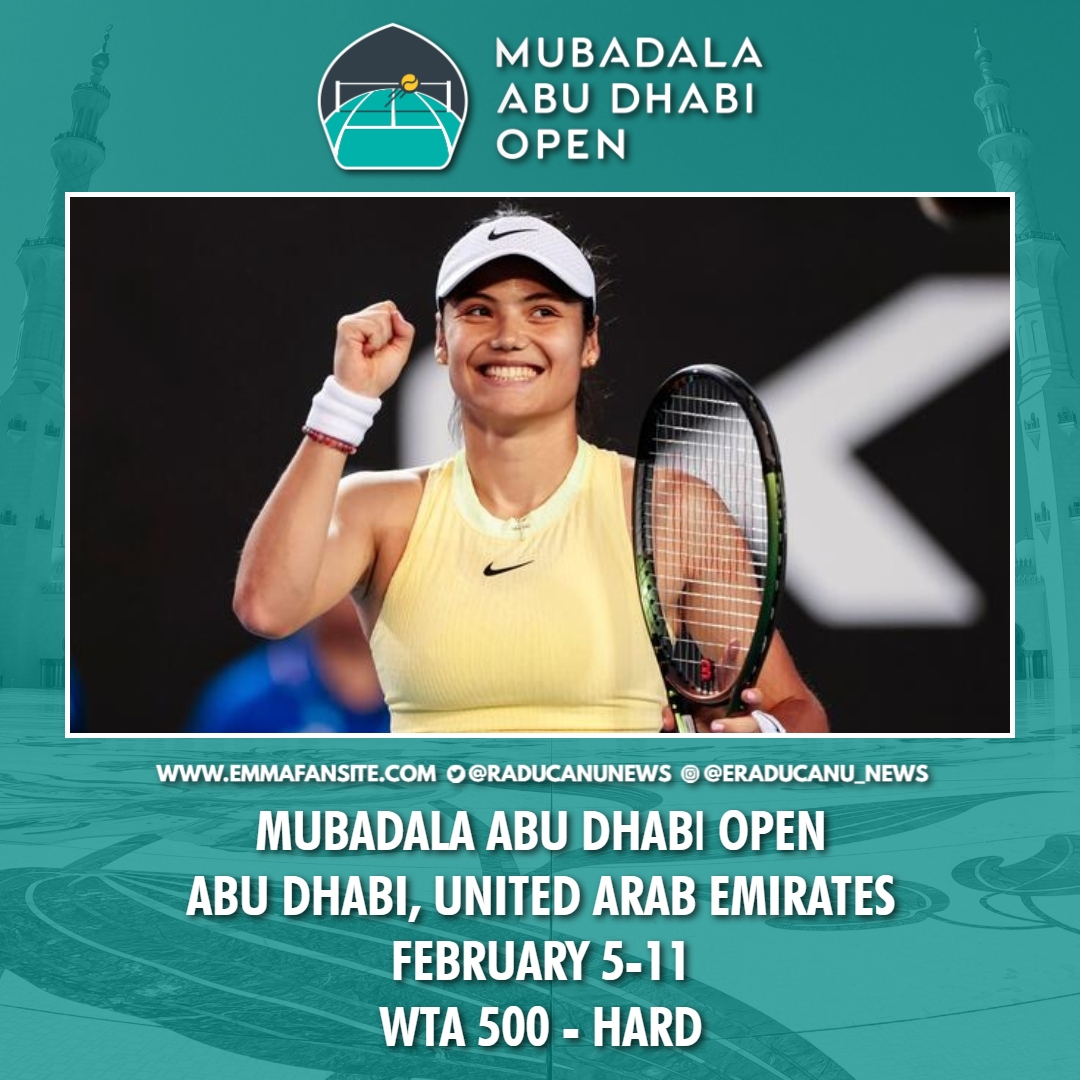 MUBADALA
ABU DHABI
OPEN
WWW.EMMAFANSITE.COM @RADUCANUNEWS @ERADUCANU_NEWS
MUBADALA ABU DHABI OPEN
ABU DHABI, UNITED ARAB EMIRATES
FEBRUARY 5-11
WTA 500 - HARD